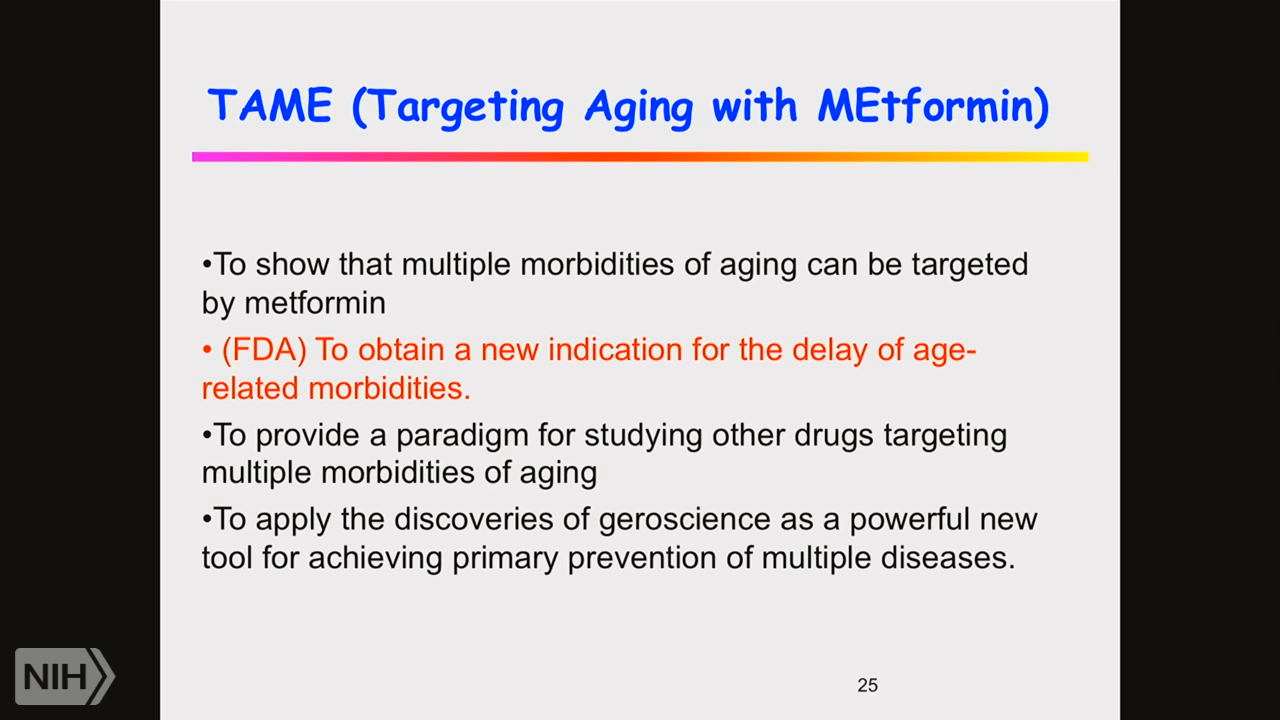 TAME (Targeting Aging with MEtformin)
•To show that multiple morbidities of aging can be targeted
by metformin
• (FDA) To obtain a new indication for the delay of age-
related morbidities.
•To provide a paradigm for studying other drugs targeting
multiple morbidities of aging
•To apply the discoveries of geroscience as a powerful new
tool for achieving primary prevention of multiple diseases.
NIH
25